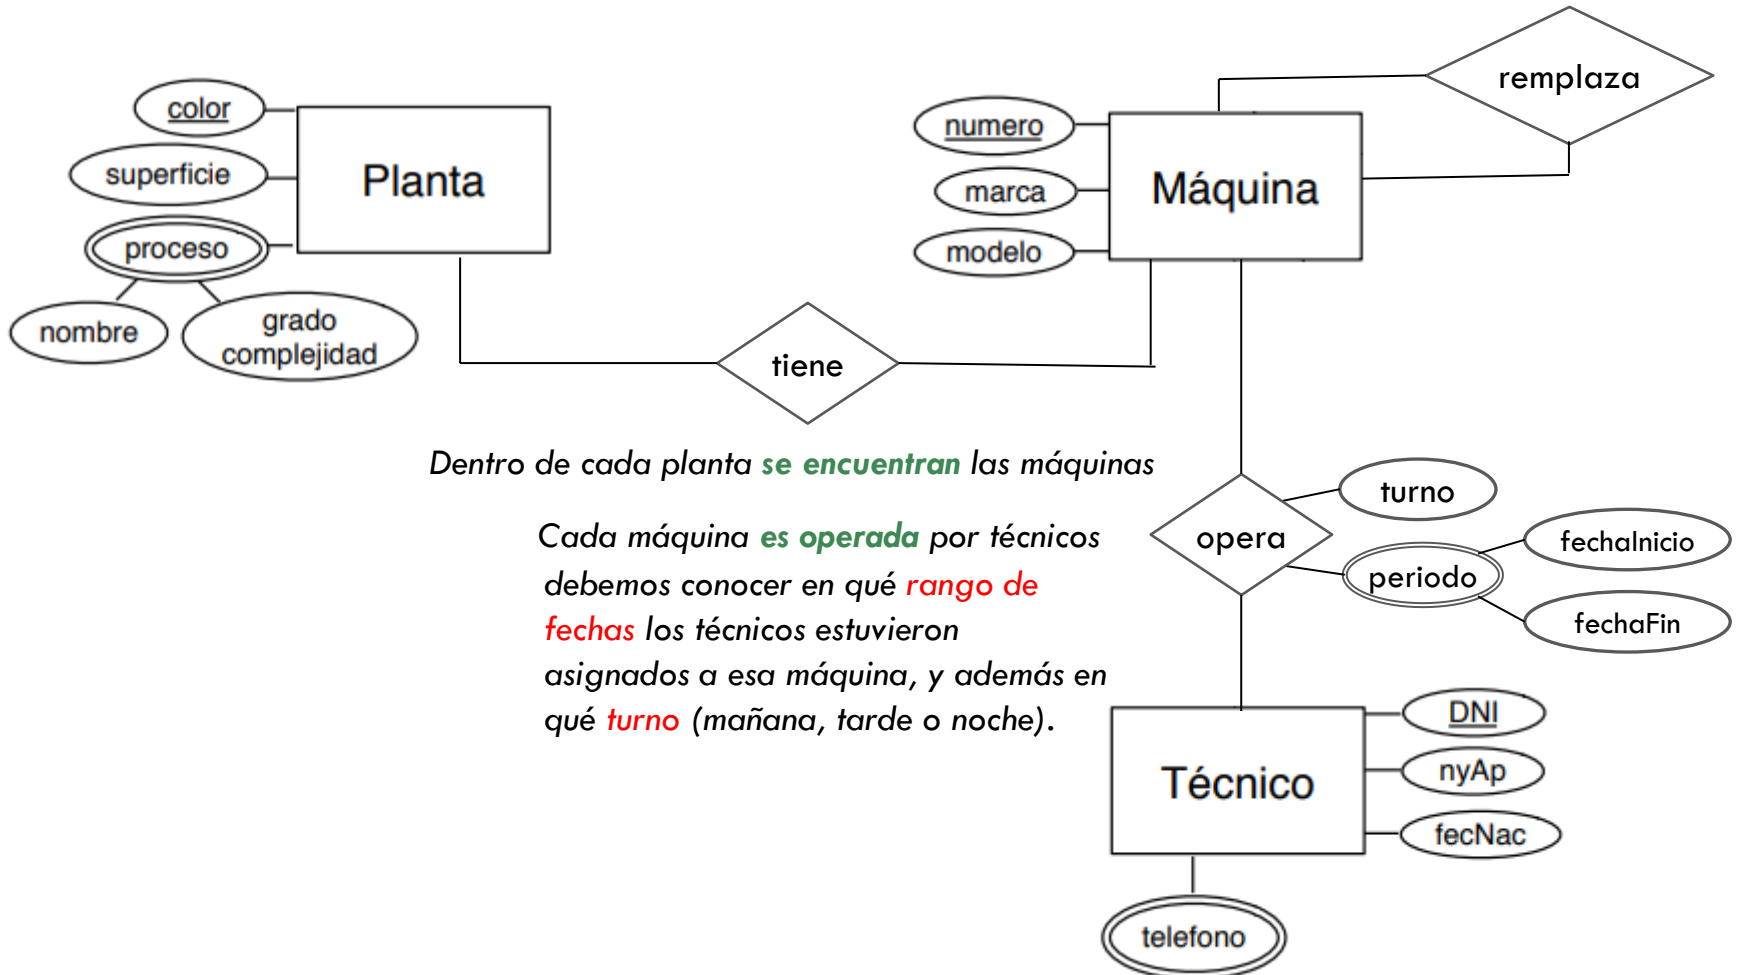 remplaza
color
superficie
Planta
proceso
nombre
grado
complejidad
numero
marca
modelo
Máquina
tiene
Dentro de cada planta se encuentran las máquinas
Cada máquina es operada por técnicos
debemos conocer en qué rango de
fechas los técnicos estuvieron
asignados a esa máquina, y además en
qué turno (mañana, tarde o noche).
opera
turno
periodo
fechaInicio
fechaFin
Técnico
DNI
nyAp
fecNac
telefono